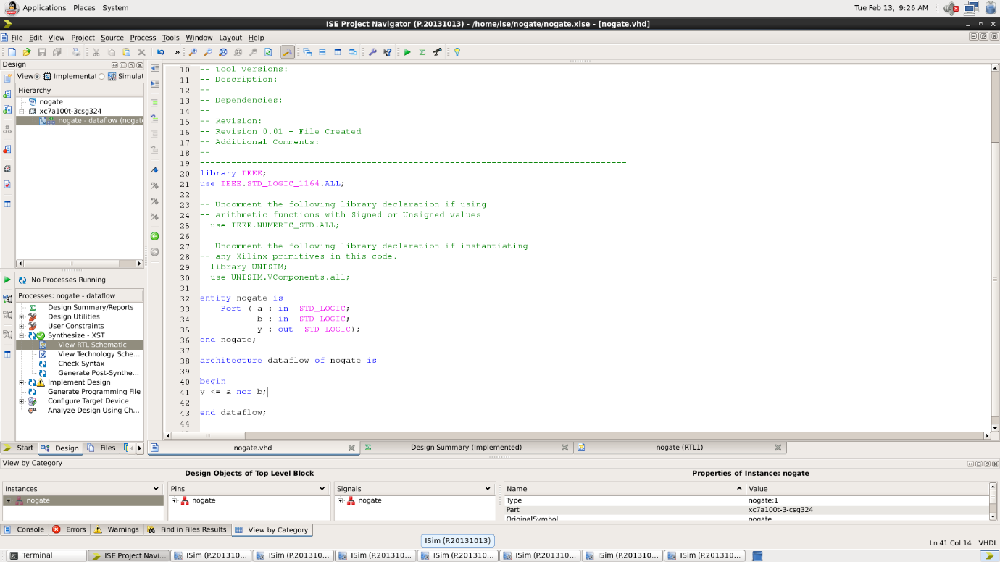 Applications Places System
Tue Feb 13, 9:26 AM
ISE Project Navigator (P.20131013) - /home/ise/nogate/nogate.xise - [nogate.vhd]
File Edit View Project Source Process Tools Window Layout Help
Design
View: Implementat Simulat
Hierarchy
nogate
xc7a100t-3csg324
nogate - dataflow (nogate
No Processes Running
Processes: nogate - dataflow
Design Summary/Reports
Design Utilities
User Constraints
Synthesize - XST
View RTL Schematic
View Technology Sche...
Check Syntax
Generate Post-Synthe...
Implement Design
Generate Programming File
Configure Target Device
Analyze Design Using Ch...
Start Design Files
10 -- Tool versions:
11 -- Description:
12 --
13 -- Dependencies:
14 --
15 -- Revision:
16 -- Revision 0.01 - File Created
17 -- Additional Comments:
18 --
19 ----------------------------------------------------------------------------------
20 library IEEE;
21 use IEEE.STD_LOGIC_1164.ALL;
22
23 -- Uncomment the following library declaration if using
24 -- arithmetic functions with Signed or Unsigned values
25 --use IEEE.NUMERIC_STD.ALL;
26
27 -- Uncomment the following library declaration if instantiating
28 -- any Xilinx primitives in this code.
29 --library UNISIM;
30 --use UNISIM.VComponents.all;
31
32 entity nogate is
33 Port ( a : in STD_LOGIC;
34 b : in STD_LOGIC;
35 y : out STD_LOGIC);
36 end nogate;
37
38 architecture dataflow of nogate is
39
40 begin
41 y <= a nor b;
42
43 end dataflow;
44
nogate.vhd Design Summary (Implemented) nogate (RTL1)
View by Category
Design Objects of Top Level Block Properties of Instance: nogate
Instances Pins Signals Name Value
nogate nogate nogate Type nogate:1
Part xc7a100t-3-csg324
OriginalSymbol nogate
Console Errors Warnings Find in Files Results View by Category
ISim (P.20131013)
Ln 41 Col 14 VHDL
Terminal ISE Project Navi... ISim (P.201310... ISim (P.201310... ISim (P.201310... ISim (P.201310... ISim (P.201310... ISim (P.201310... ISim (P.201310...